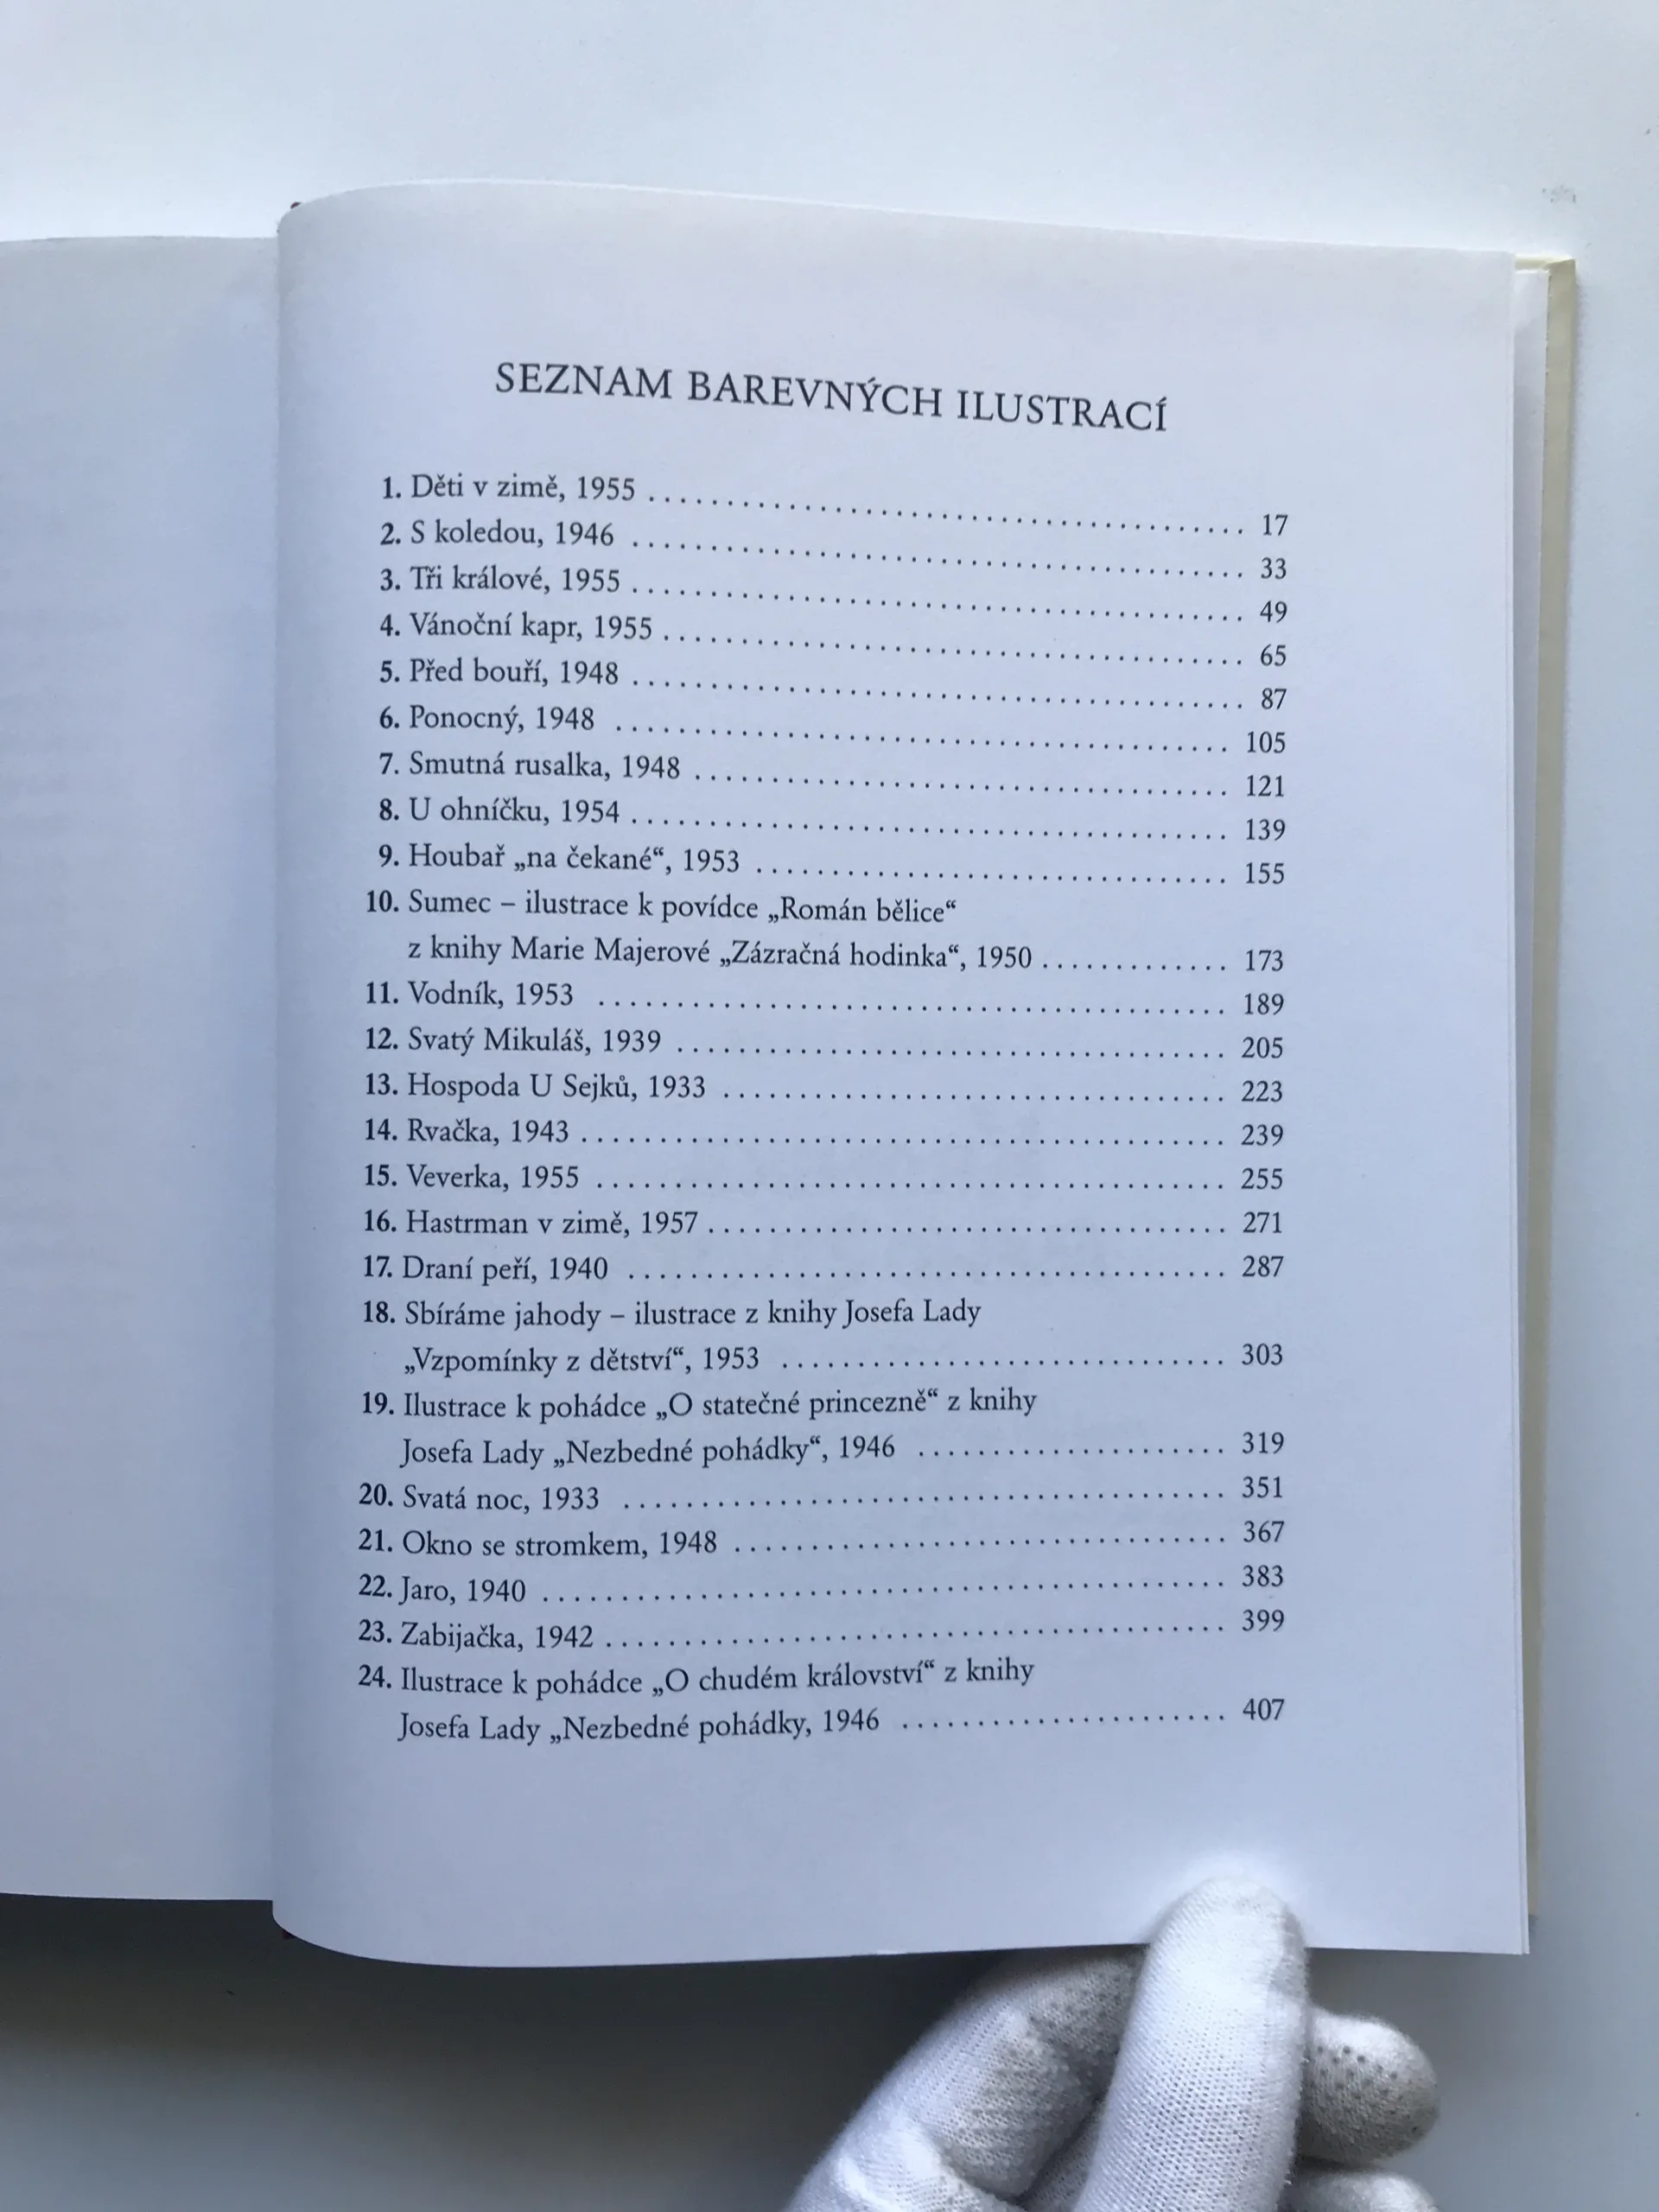 SEZNAM BAREVNÝCH ILUSTRACÍ
1. Děti v zimě, 1955 . . . . . . . . . . . . . . . . . . . . . . . . . . . . . . . . 17
2. S koledou, 1946 . . . . . . . . . . . . . . . . . . . . . . . . . . . . . . . . 33
3. Tři králové, 1955 . . . . . . . . . . . . . . . . . . . . . . . . . . . . . . . . 49
4. Vánoční kapr, 1955 . . . . . . . . . . . . . . . . . . . . . . . . . . . . . . 65
5. Před bouří, 1948 . . . . . . . . . . . . . . . . . . . . . . . . . . . . . . . . 87
6. Ponocný, 1948 . . . . . . . . . . . . . . . . . . . . . . . . . . . . . . . . 105
7. Smutná rusalka, 1948 . . . . . . . . . . . . . . . . . . . . . . . . . . . . 121
8. U ohníčku, 1954 . . . . . . . . . . . . . . . . . . . . . . . . . . . . . . . 139
9. Houbař „na čekané“, 1953 . . . . . . . . . . . . . . . . . . . . . . . . . 155
10. Sumec – ilustrace k povídce „Román bělice“
z knihy Marie Majerové „Zázračná hodinka“, 1950 . . . . . . . . . . . . . 173
11. Vodník, 1953 . . . . . . . . . . . . . . . . . . . . . . . . . . . . . . . . . 189
12. Svatý Mikuláš, 1939 . . . . . . . . . . . . . . . . . . . . . . . . . . . . . 205
13. Hospoda U Sejků, 1933 . . . . . . . . . . . . . . . . . . . . . . . . . . . 223
14. Rvačka, 1943 . . . . . . . . . . . . . . . . . . . . . . . . . . . . . . . . . 239
15. Veverka, 1955 . . . . . . . . . . . . . . . . . . . . . . . . . . . . . . . . . 255
16. Hastrman v zimě, 1957 . . . . . . . . . . . . . . . . . . . . . . . . . . . 271
17. Draní peří, 1940 . . . . . . . . . . . . . . . . . . . . . . . . . . . . . . . 287
18. Sbíráme jahody – ilustrace z knihy Josefa Lady
„Vzpomínky z dětství“, 1953 . . . . . . . . . . . . . . . . . . . . . . . 303
19. Ilustrace k pohádce „O statečné princezně“ z knihy
Josefa Lady „Nezbedné pohádky“, 1946 . . . . . . . . . . . . . . . . 319
20. Svatá noc, 1933 . . . . . . . . . . . . . . . . . . . . . . . . . . . . . . . 351
21. Okno se stromkem, 1948 . . . . . . . . . . . . . . . . . . . . . . . . . 367
22. Jaro, 1940 . . . . . . . . . . . . . . . . . . . . . . . . . . . . . . . . . . . 383
23. Zabijačka, 1942 . . . . . . . . . . . . . . . . . . . . . . . . . . . . . . . 399
24. Ilustrace k pohádce „O chudém království“ z knihy
Josefa Lady „Nezbedné pohádky, 1946 . . . . . . . . . . . . . . . . . 407